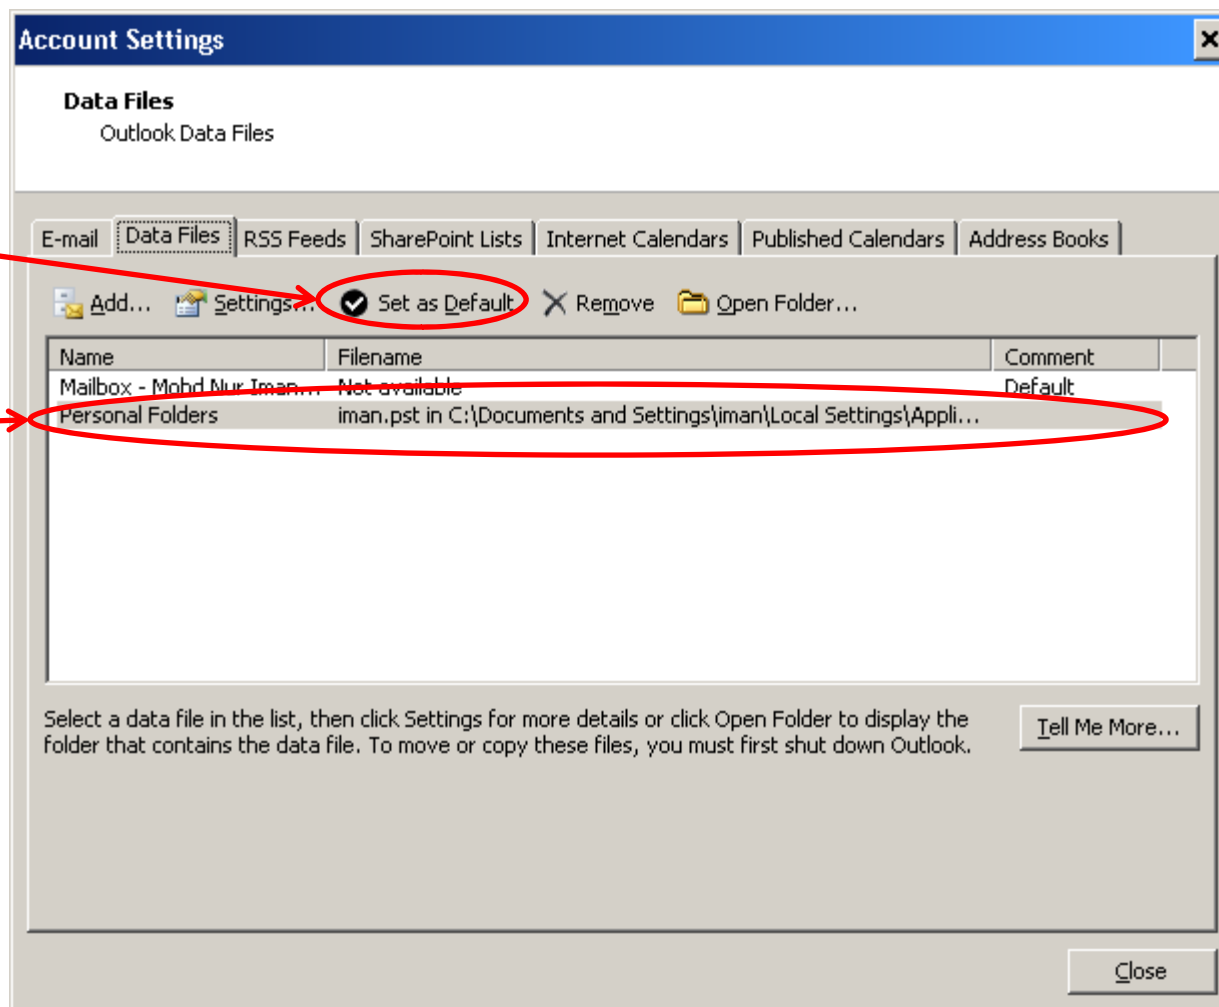 Account Settings
Data Files
Outlook Data Files
E-mail Data Files RSS Feeds SharePoint Lists Internet Calendars Published Calendars Address Books
Add... Settings... Set as Default Remove Open Folder...
Name Filename Comment
Mailbox - Mohd Nur Iman... Not available Default
Personal Folders iman.pst in C:\Documents and Settings\iman\Local Settings\Appli...
Select a data file in the list, then click Settings for more details or click Open Folder to display the
folder that contains the data file. To move or copy these files, you must first shut down Outlook.
Tell Me More...
Close